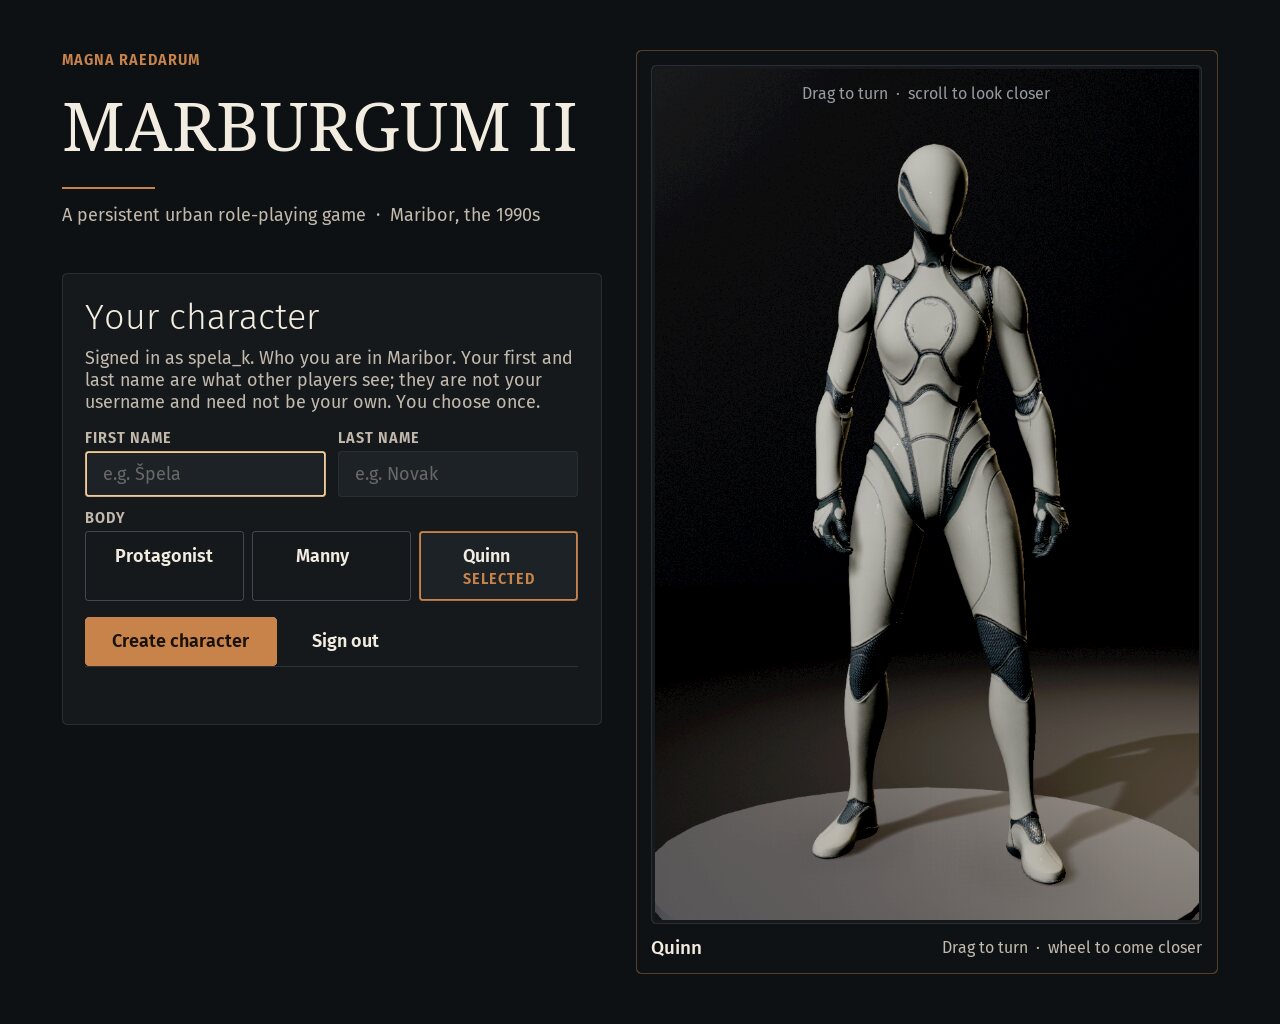 MAGNA RAEDARUM
MARBURGUM II
A persistent urban role-playing game · Maribor, the 1990s
Your character
Signed in as spela_k. Who you are in Maribor. Your first and
last name are what other players see; they are not your
username and need not be your own. You choose once.
FIRST NAME
LAST NAME
e.g. Špela
e.g. Novak
BODY
Protagonist
Manny
Quinn
SELECTED
Create character
Sign out
Drag to turn · scroll to look closer
Quinn
Drag to turn · wheel to come closer